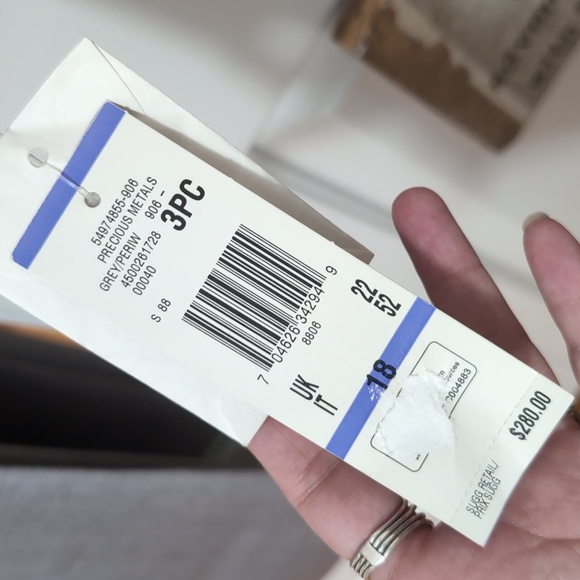 54974855-906
PRECIOUS METALS
GREY/PERIW 906 -
4500261728
00040
3PC
S 88
7 04626 34294 9
8806
UK 22
IT 52
18
$280.00
SUGG RETAIL/
PRIX SUGG